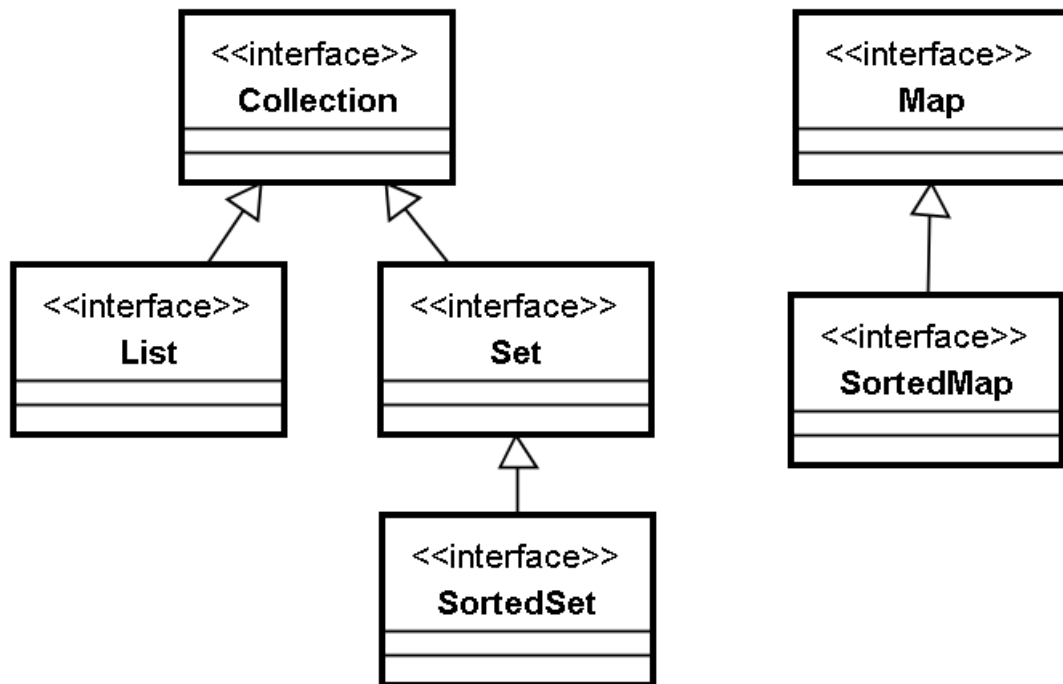 <<interface>>
Collection
<<interface>>
Map
<<interface>>
List
<<interface>>
Set
<<interface>>
SortedMap
<<interface>>
SortedSet